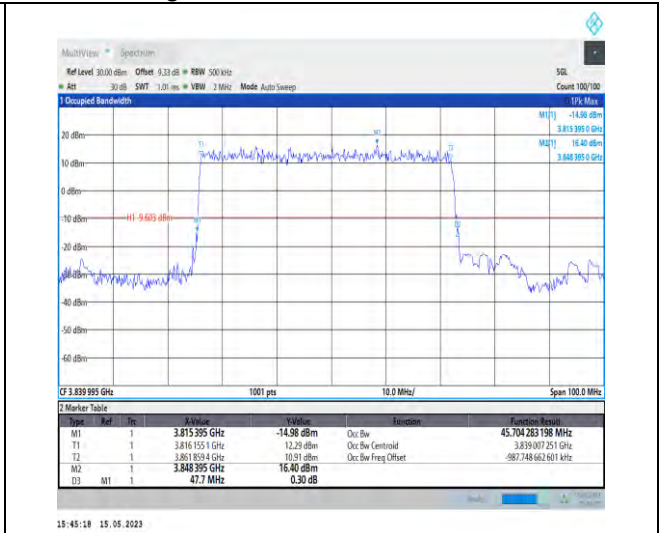 MultiView Spectrum
Ref Level 30.00 dBm Offset 9.33 dB RBW 500 kHz SGL
Att 30 dB SWT 1.01 ms VBW 2 MHz Mode Auto Sweep Count 100/100
1 Occupied Bandwidth 1Pk Max
M1[1] -14.98 dBm
3.815 395 0 GHz
M2[1] 16.40 dBm
3.848 395 0 GHz
20 dBm
T1 M2 T2
10 dBm
0 dBm
-10 dBm H1 -9.603 dBm
M1 D3
-20 dBm
-30 dBm
-40 dBm
-50 dBm
-60 dBm
CF 3.839 995 GHz 1001 pts 10.0 MHz/ Span 100.0 MHz
2 Marker Table
Type Ref Trc X-Value Y-Value Function Function Result
M1 1 3.815 395 GHz -14.98 dBm Occ Bw 45.704 283 198 MHz
T1 1 3.816 155 1 GHz 12.29 dBm Occ Bw Centroid 3.839 007 251 GHz
T2 1 3.861 859 4 GHz 10.91 dBm Occ Bw Freq Offset -987.748 662 601 kHz
M2 1 3.848 395 GHz 16.40 dBm
D3 M1 1 47.7 MHz 0.30 dB
15:45:18 15.05.2023